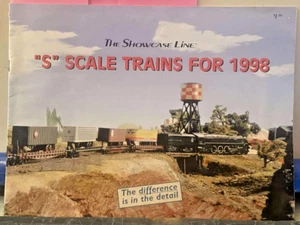 THE SHOWCASE LINE
"S" SCALE TRAINS FOR 1998
The difference
is in the detail